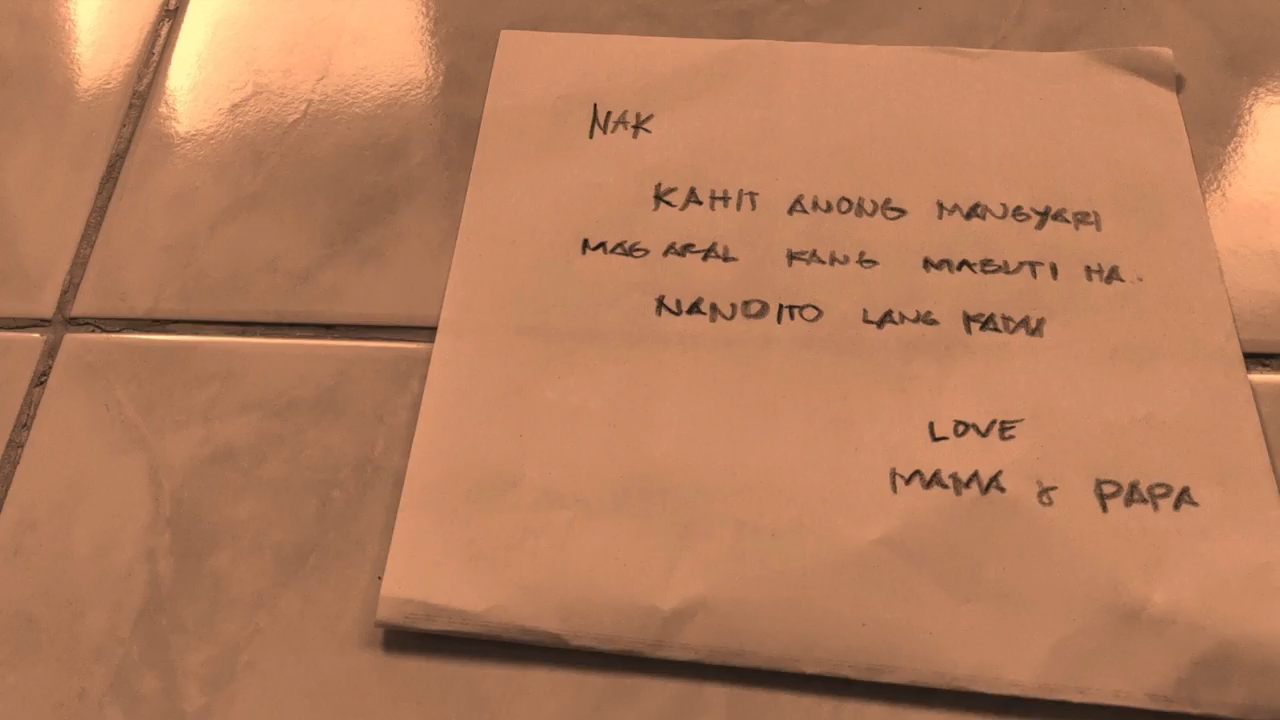 NAK
KAHIT ANONG MANGYARI
MAG ARAL KANG MABUTI HA..
NANDITO LANG KAMI
LOVE
MAMA & PAPA